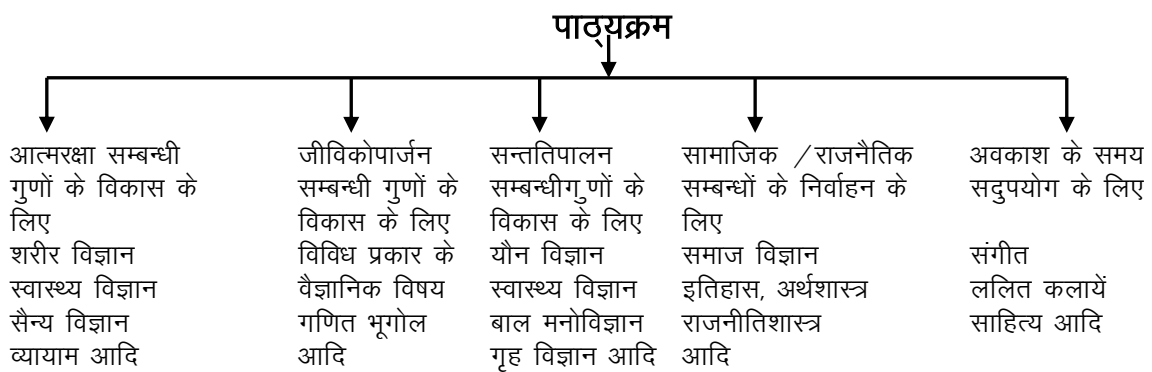 पाठ्यक्रम
आत्मरक्षा सम्बन्धी
गुणों के विकास के
लिए
शरीर विज्ञान
स्वास्थ्य विज्ञान
सैन्य विज्ञान
व्यायाम आदि
जीविकोपार्जन
सम्बन्धी गुणों के
विकास के लिए
विविध प्रकार के
वैज्ञानिक विषय
गणित भूगोल
आदि
सन्ततिपालन
सम्बन्धीगुणों के
विकास के लिए
यौन विज्ञान
स्वास्थ्य विज्ञान
बाल मनोविज्ञान
गृह विज्ञान आदि
सामाजिक /राजनैतिक
सम्बन्धों के निर्वाहन के
लिए
समाज विज्ञान
इतिहास, अर्थशास्त्र
राजनीतिशास्त्र
आदि
अवकाश के समय
सदुपयोग के लिए
संगीत
ललित कलायें
साहित्य आदि